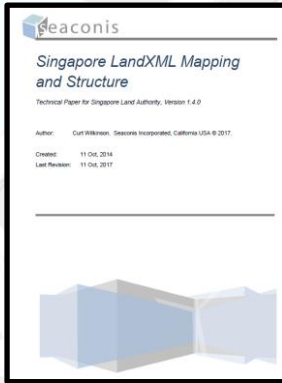 Seaconis
Singapore LandXML Mapping
and Structure
Technical Paper for Singapore Land Authority, Version 1.4.0
Author: Curt Wilkinson. Seaconis Incorporated, California USA © 2017.
Created: 11 Oct, 2014
Last Revision: 11 Oct, 2017